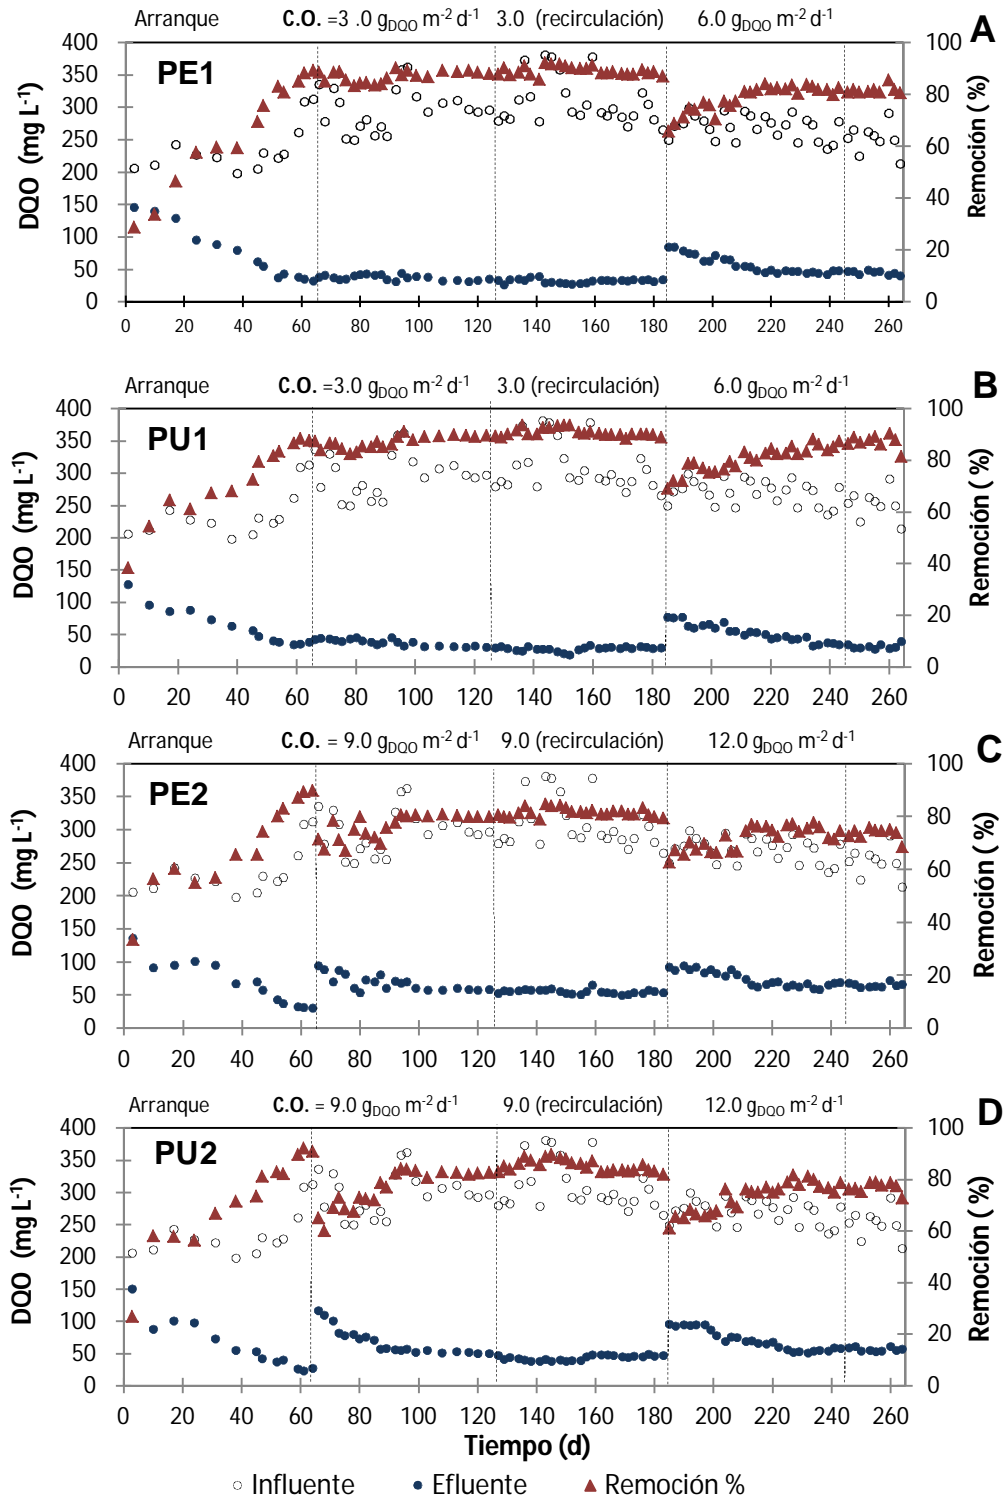 Arranque C.O. =3 .0 gDQO m-2 d-1 3.0 (recirculación) 6.0 gDQO m-2 d-1 A
PE1
DQO (mg L-1)
400
350
300
250
200
150
100
50
0
100
80
60
40
20
0
Remoción (%)
0 20 40 60 80 100 120 140 160 180 200 220 240 260
Arranque C.O. =3.0 gDQO m-2 d-1 3.0 (recirculación) 6.0 gDQO m-2 d-1 B
PU1
DQO (mg L-1)
400
350
300
250
200
150
100
50
0
100
80
60
40
20
0
Remoción (%)
0 20 40 60 80 100 120 140 160 180 200 220 240 260
Arranque C.O. = 9.0 gDQO m-2 d-1 9.0 (recirculación) 12.0 gDQO m-2 d-1 C
PE2
DQO (mg L-1)
400
350
300
250
200
150
100
50
0
100
80
60
40
20
0
Remoción (%)
0 20 40 60 80 100 120 140 160 180 200 220 240 260
Arranque C.O. = 9.0 gDQO m-2 d-1 9.0 (recirculación) 12.0 gDQO m-2 d-1 D
PU2
DQO (mg L-1)
400
350
300
250
200
150
100
50
0
100
80
60
40
20
0
Remoción (%)
0 20 40 60 80 100 120 140 160 180 200 220 240 260
Tiempo (d)
Influente Efluente Remoción %